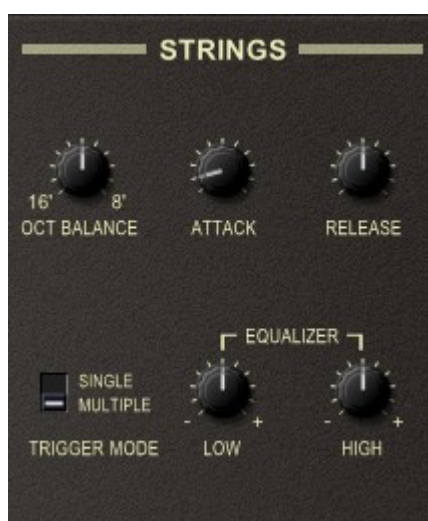 STRINGS
16' 8'
OCT BALANCE ATTACK RELEASE
EQUALIZER
SINGLE
MULTIPLE
- + - +
TRIGGER MODE LOW HIGH